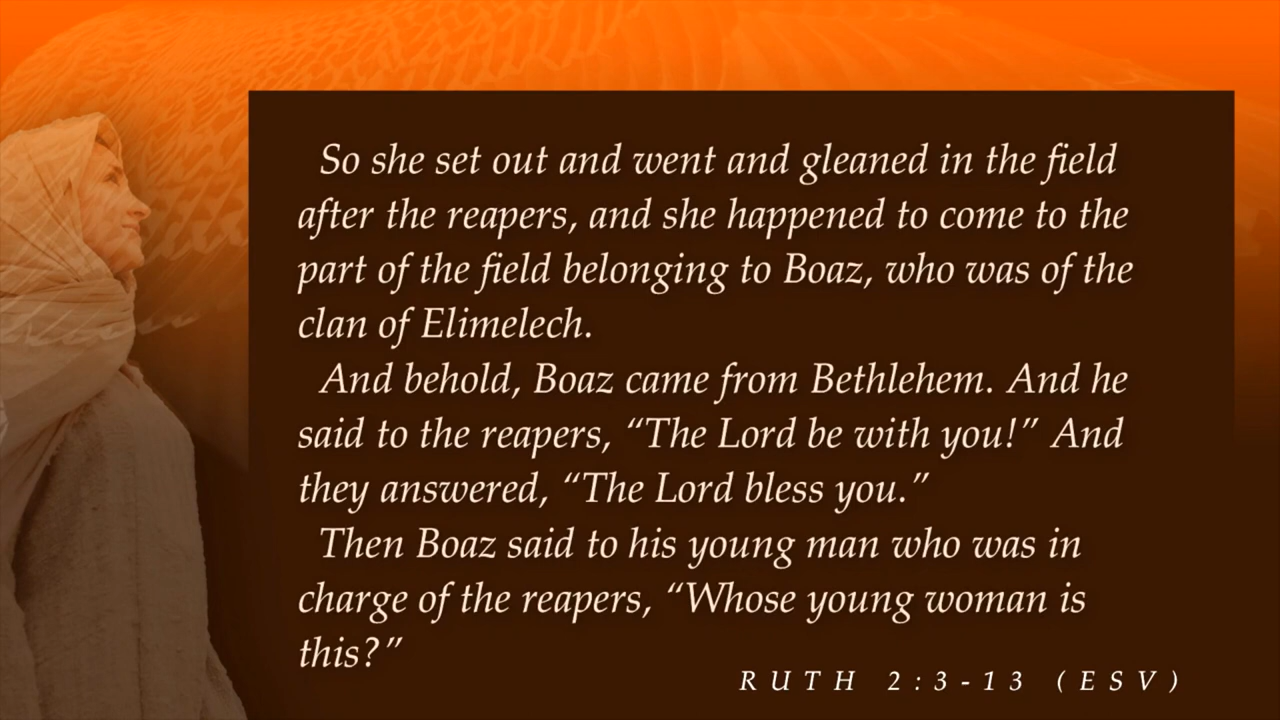 So she set out and went and gleaned in the field
after the reapers, and she happened to come to the
part of the field belonging to Boaz, who was of the
clan of Elimelech.
And behold, Boaz came from Bethlehem. And he
said to the reapers, “The Lord be with you!” And
they answered, “The Lord bless you.”
Then Boaz said to his young man who was in
charge of the reapers, “Whose young woman is
this?”
RUTH 2:3-13 (ESV)